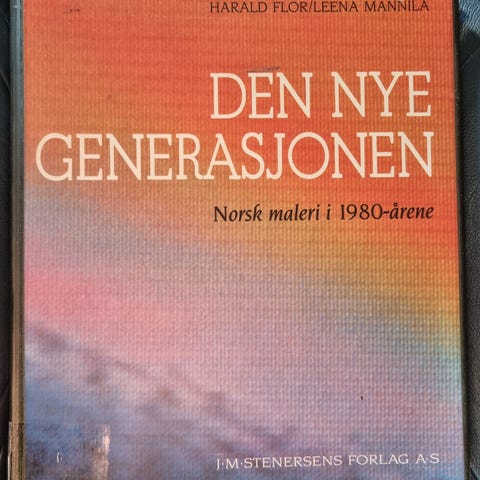 HARALD FLOR/LEENA MANNILA
DEN NYE
GENERASJONEN
Norsk maleri i 1980-årene
J·M·STENERSENS FORLAG A·S